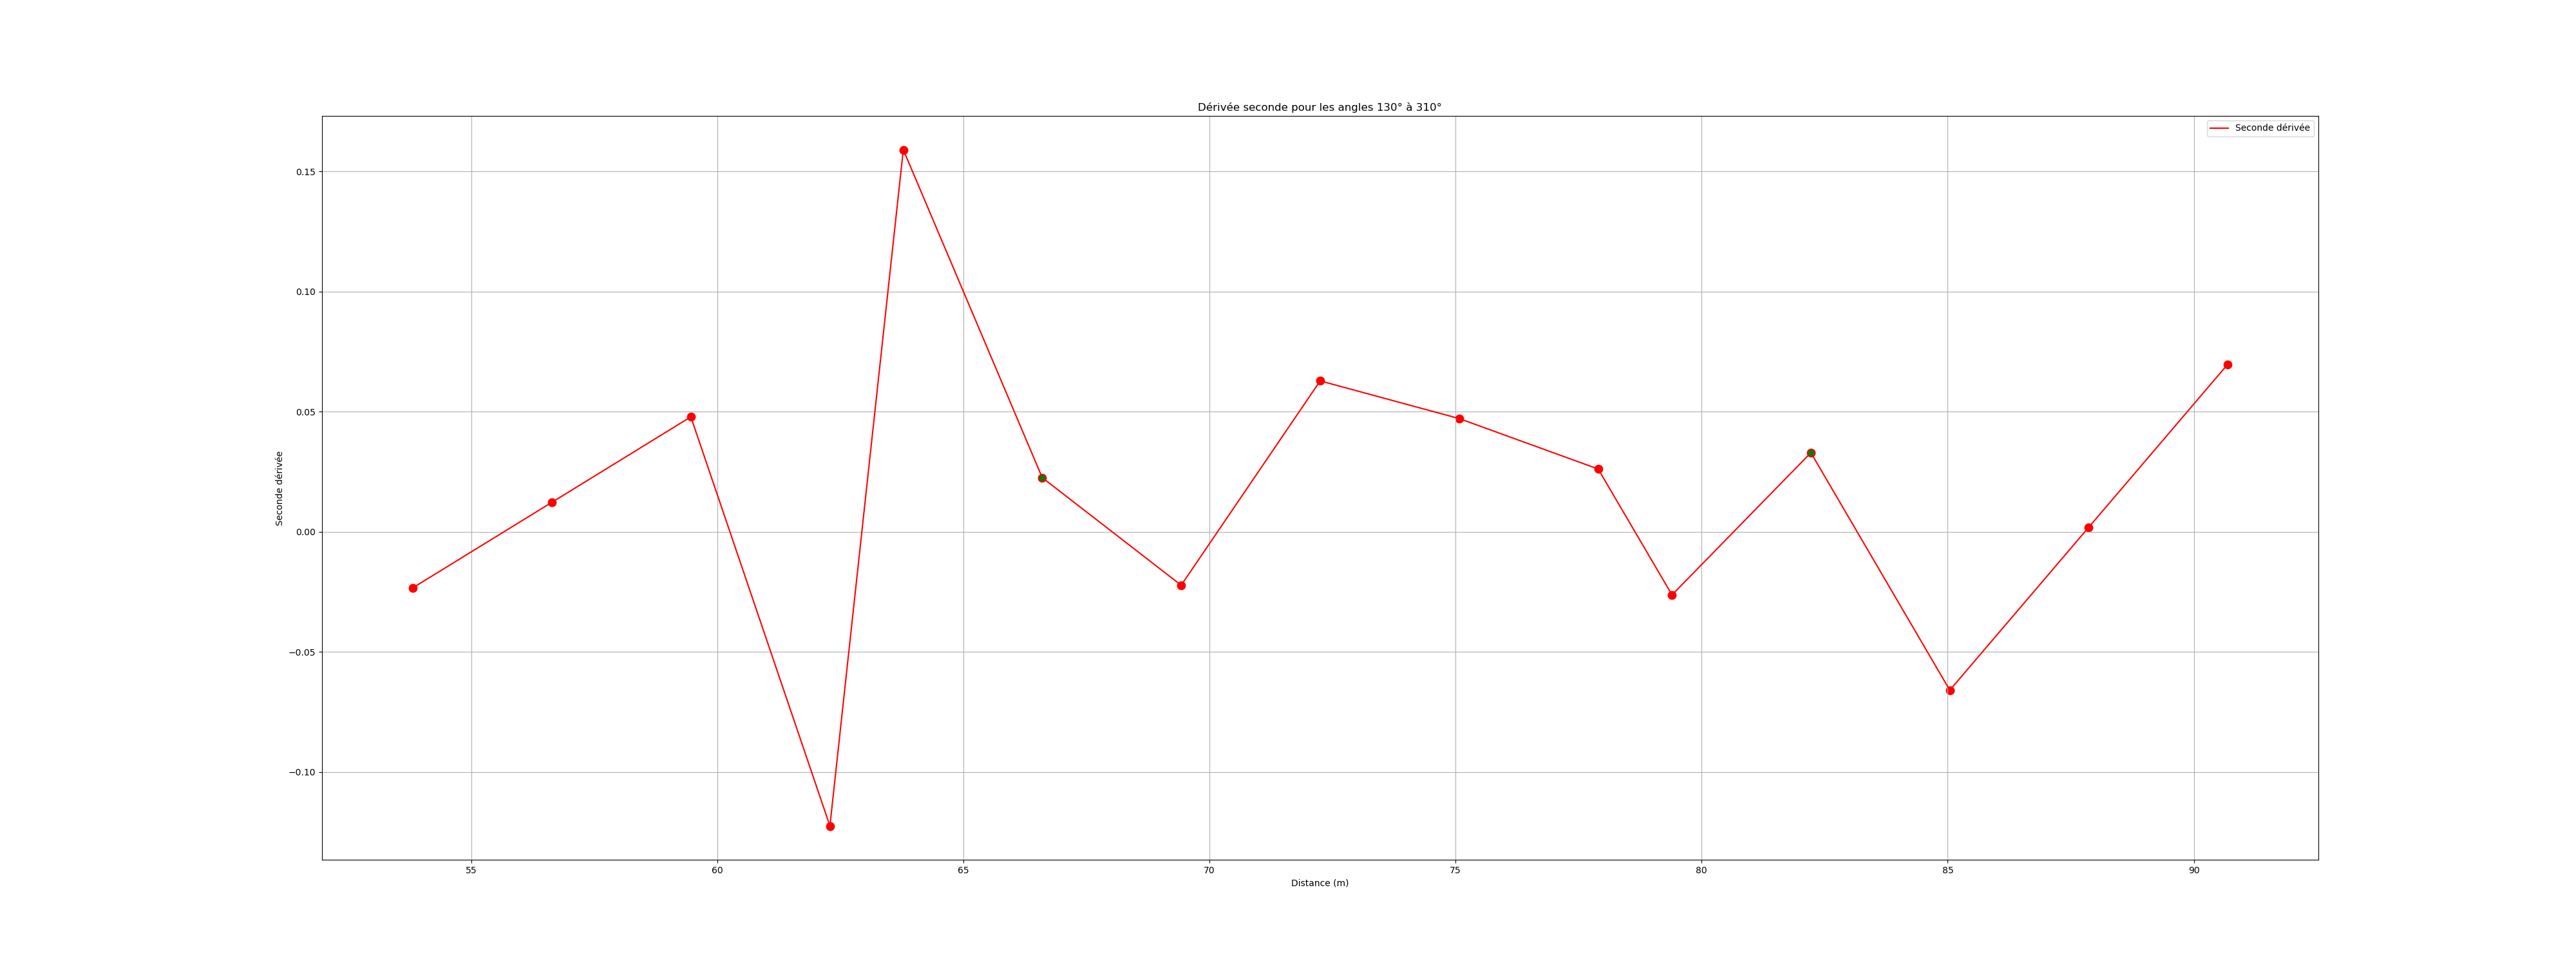 Dérivée seconde pour les angles 130° à 310°
Seconde dérivée
0.15
0.10
0.05
0.00
−0.05
−0.10
Seconde dérivée
55 60 65 70 75 80 85 90
Distance (m)